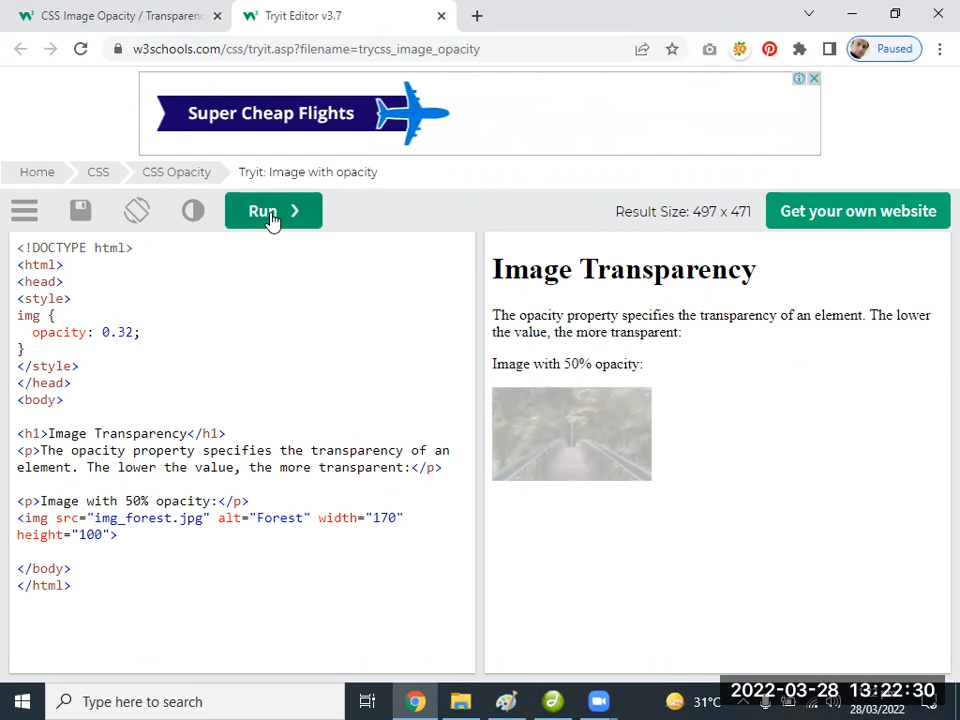 CSS Image Opacity / Transparenc
Tryit Editor v3.7
w3schools.com/css/tryit.asp?filename=trycss_image_opacity
Paused
Super Cheap Flights
Home
CSS
CSS Opacity
Tryit: Image with opacity
Run ❯
Result Size: 497 x 471
Get your own website
<!DOCTYPE html>
<html>
<head>
<style>
img {
  opacity: 0.32;
}
</style>
</head>
<body>
<h1>Image Transparency</h1>
<p>The opacity property specifies the transparency of an
element. The lower the value, the more transparent:</p>
<p>Image with 50% opacity:</p>
<img src="img_forest.jpg" alt="Forest" width="170"
height="100">
</body>
</html>
Image Transparency
The opacity property specifies the transparency of an element. The lower
the value, the more transparent:
Image with 50% opacity:
Type here to search
31°C
2022-03-28 13:22:30
28/03/2022